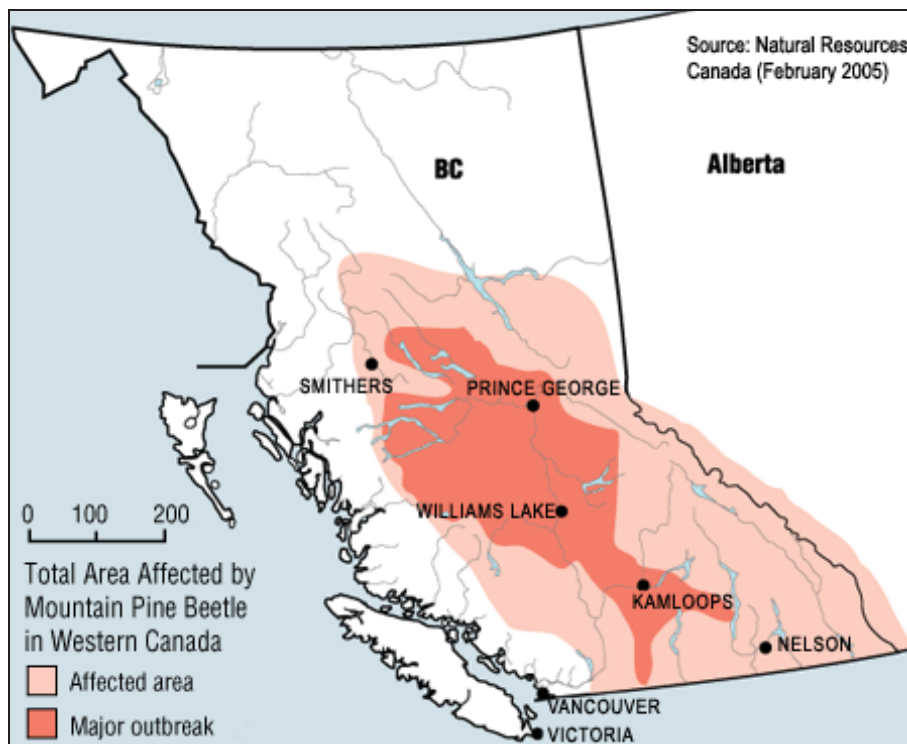 Source: Natural Resources
Canada (February 2005)
BC
Alberta
SMITHERS
PRINCE GEORGE
WILLIAMS LAKE
KAMLOOPS
NELSON
VANCOUVER
VICTORIA
0 100 200
Total Area Affected by
Mountain Pine Beetle
in Western Canada
Affected area
Major outbreak